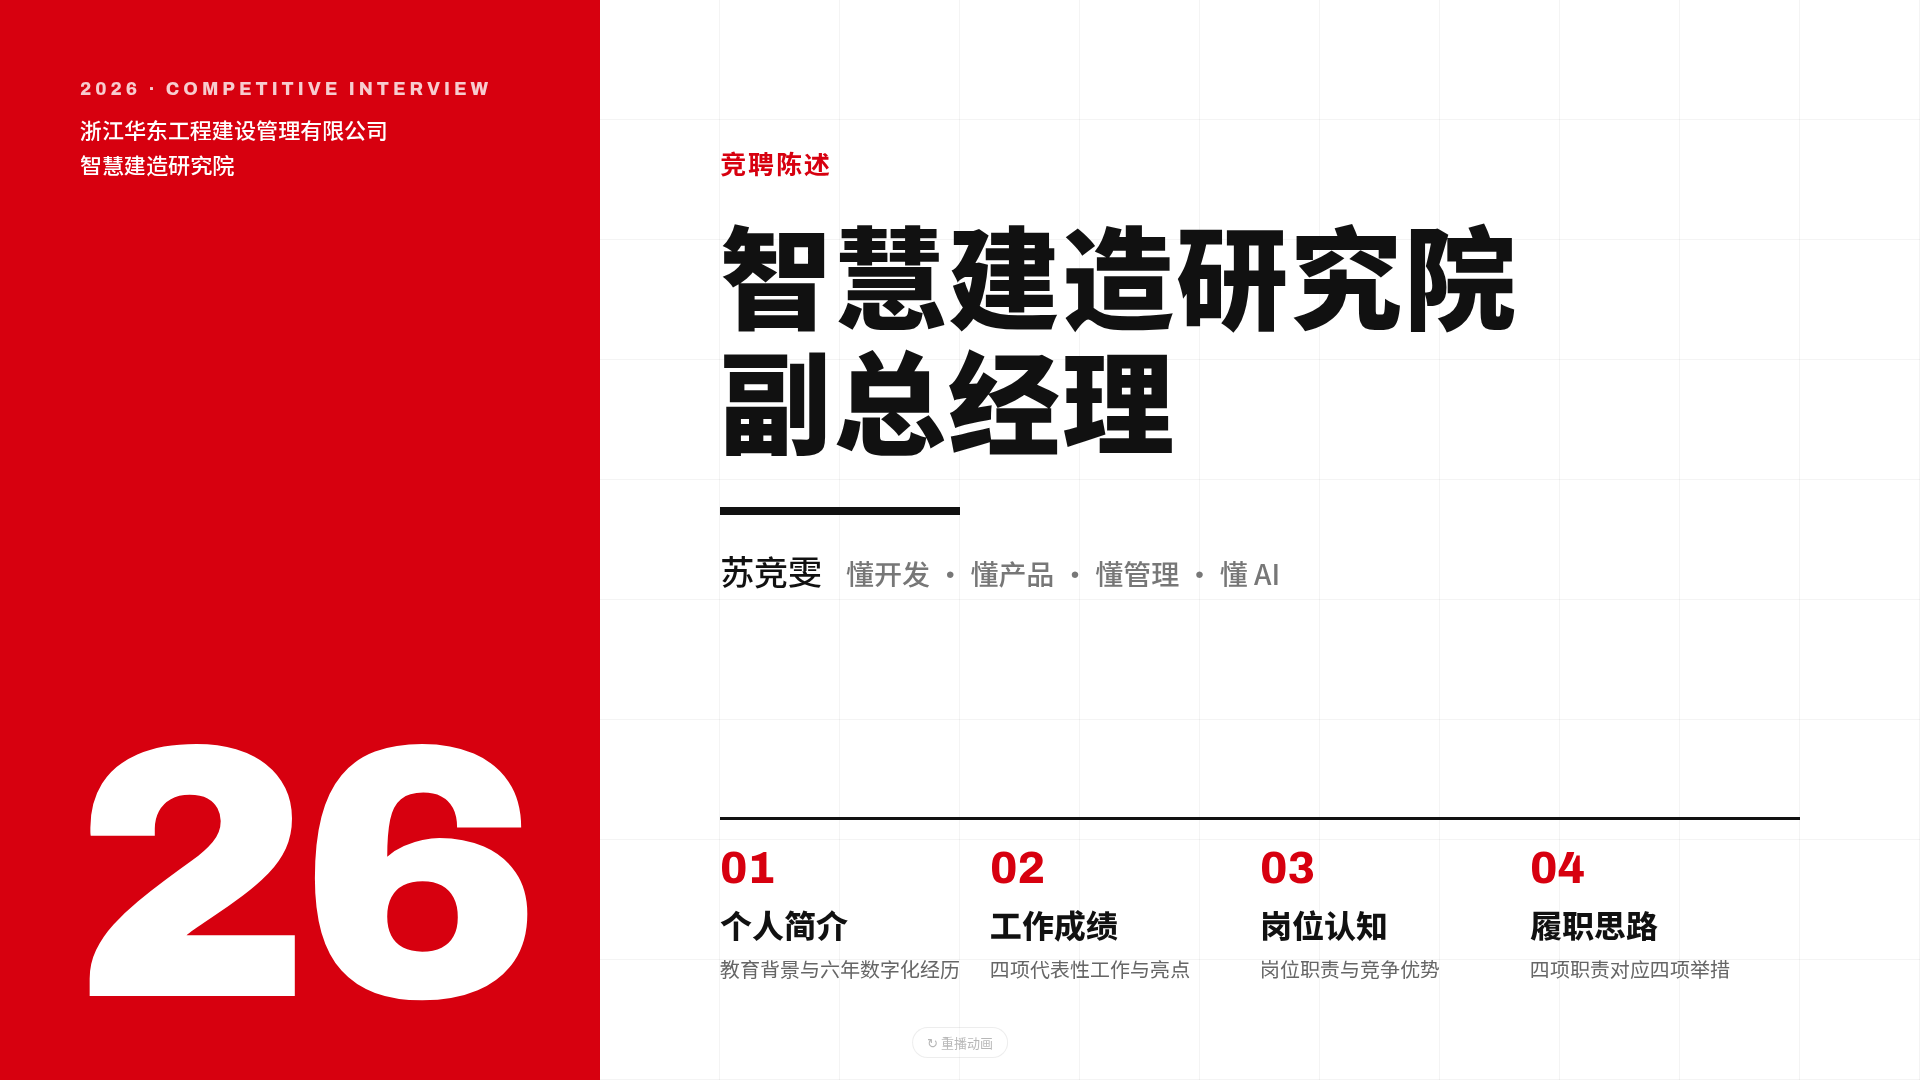 2026 · COMPETITIVE INTERVIEW
浙江华东工程建设管理有限公司
智慧建造研究院
26
竞聘陈述
智慧建造研究院
副总经理
苏竞雯 懂开发 · 懂产品 · 懂管理 · 懂 AI
01
个人简介
教育背景与六年数字化经历
02
工作成绩
四项代表性工作与亮点
03
岗位认知
岗位职责与竞争优势
04
履职思路
四项职责对应四项举措
↻ 重播动画